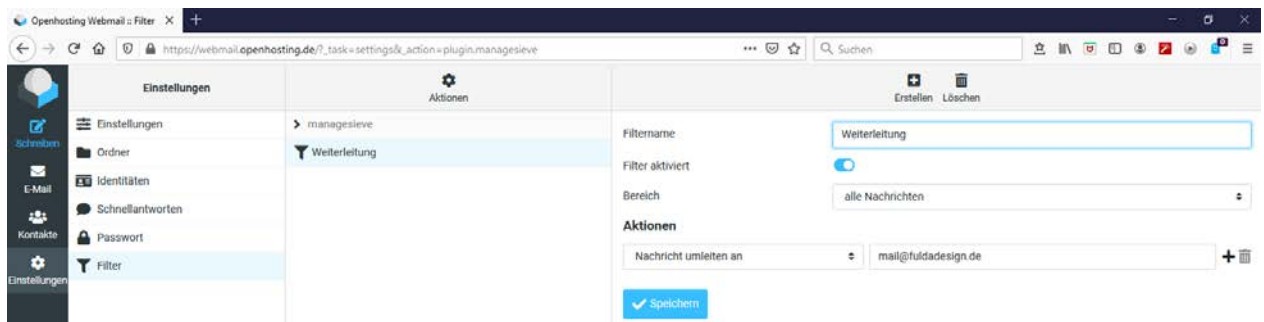 Openhosting Webmail :: Filter
https://webmail.openhosting.de/?_task=settings&_action=plugin.managesieve
Suchen
Schreiben
E-Mail
Kontakte
Einstellungen
Einstellungen
Einstellungen
Ordner
Identitäten
Schnellantworten
Passwort
Filter
Aktionen
managesieve
Weiterleitung
Erstellen Löschen
Filtername Weiterleitung
Filter aktiviert
Bereich alle Nachrichten
Aktionen
Nachricht umleiten an mail@fuldadesign.de
Speichern